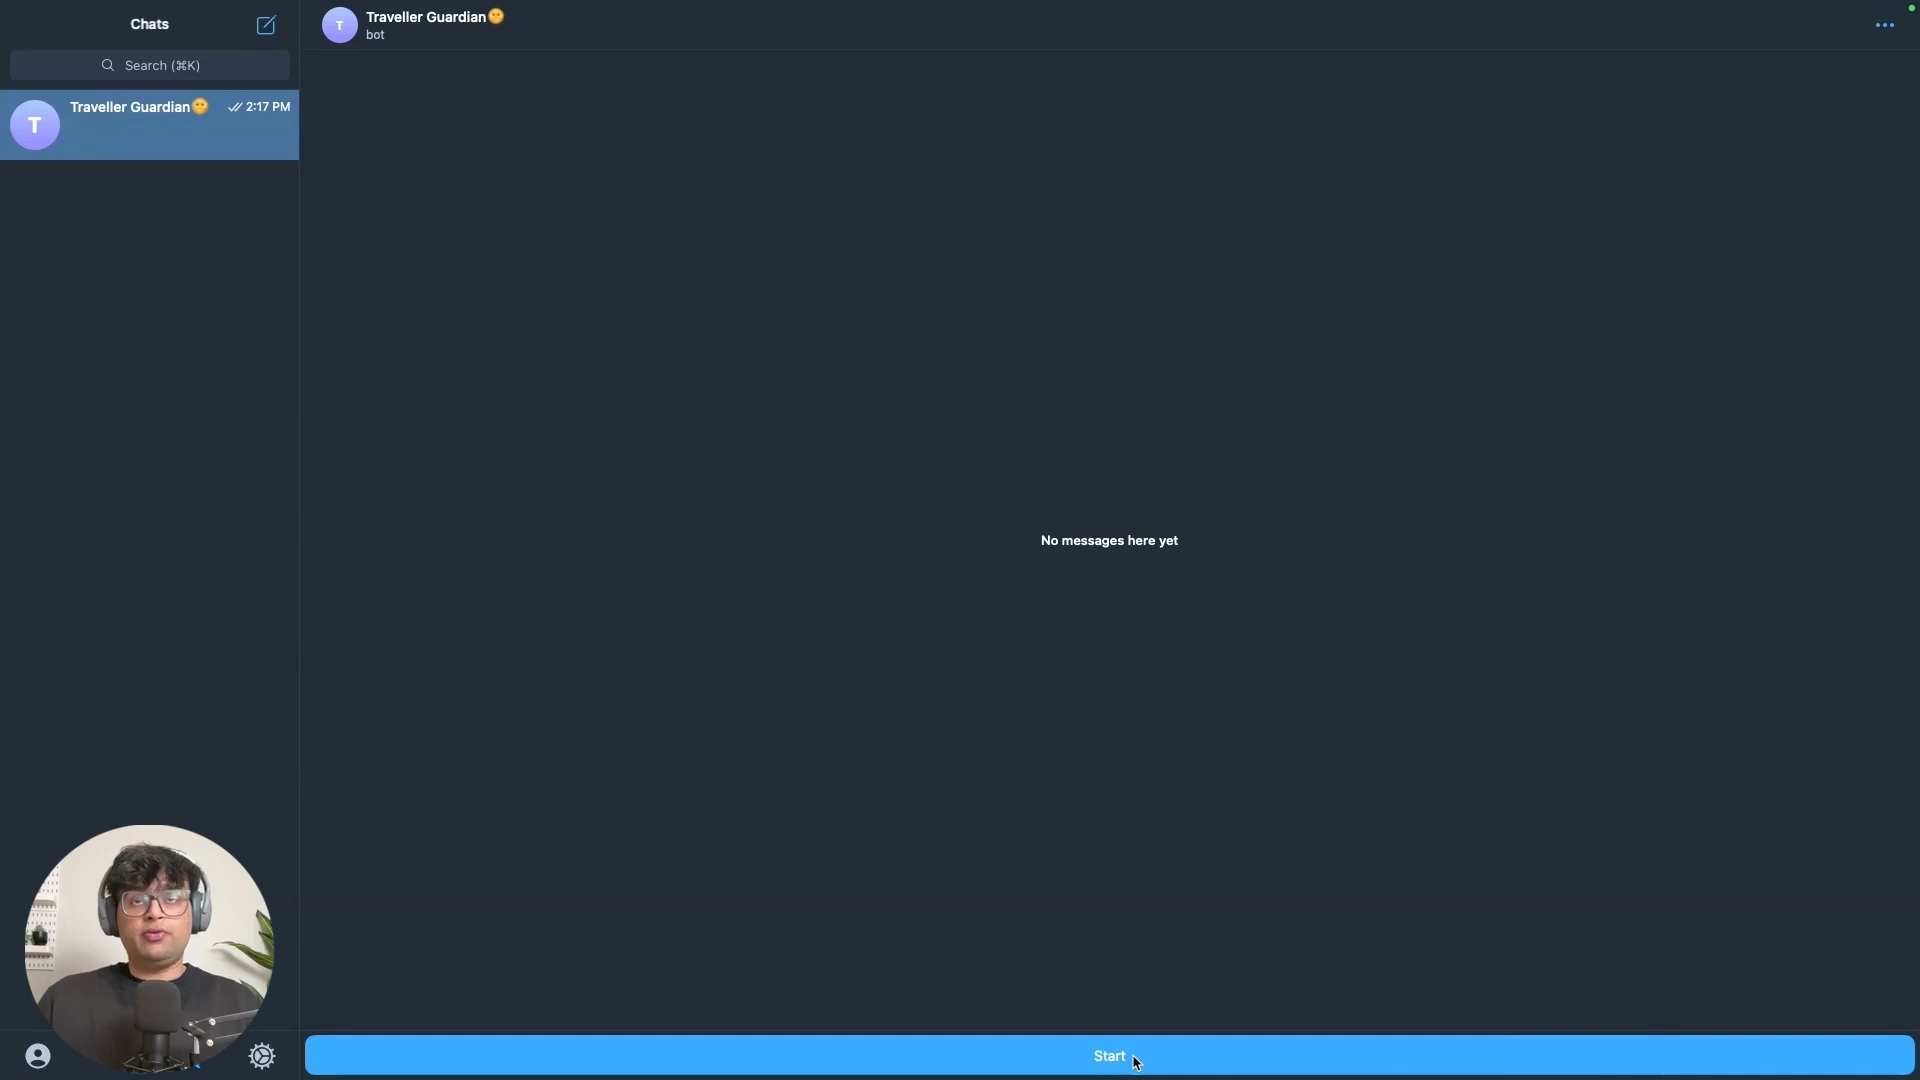 Chats
Search (⌘K)
T
Traveller Guardian🌞
2:17 PM
T
Traveller Guardian🌞
bot
No messages here yet
Start